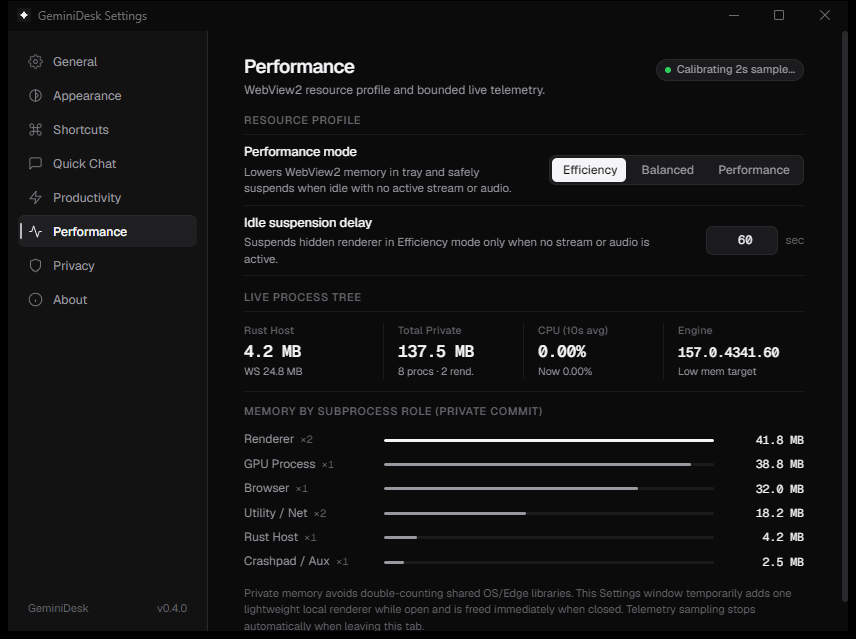 GeminiDesk Settings
General
Appearance
Shortcuts
Quick Chat
Productivity
Performance
Privacy
About
GeminiDesk v0.4.0
Performance
Calibrating 2s sample...
WebView2 resource profile and bounded live telemetry.
RESOURCE PROFILE
Performance mode
Lowers WebView2 memory in tray and safely
suspends when idle with no active stream or audio.
Efficiency Balanced Performance
Idle suspension delay
Suspends hidden renderer in Efficiency mode only when no stream or audio is
active.
60 sec
LIVE PROCESS TREE
Rust Host
4.2 MB
WS 24.8 MB
Total Private
137.5 MB
8 procs · 2 rend.
CPU (10s avg)
0.00%
Now 0.00%
Engine
157.0.4341.60
Low mem target
MEMORY BY SUBPROCESS ROLE (PRIVATE COMMIT)
Renderer ×2 41.8 MB
GPU Process ×1 38.8 MB
Browser ×1 32.0 MB
Utility / Net ×2 18.2 MB
Rust Host ×1 4.2 MB
Crashpad / Aux ×1 2.5 MB
Private memory avoids double-counting shared OS/Edge libraries. This Settings window temporarily adds one
lightweight local renderer while open and is freed immediately when closed. Telemetry sampling stops
automatically when leaving this tab.